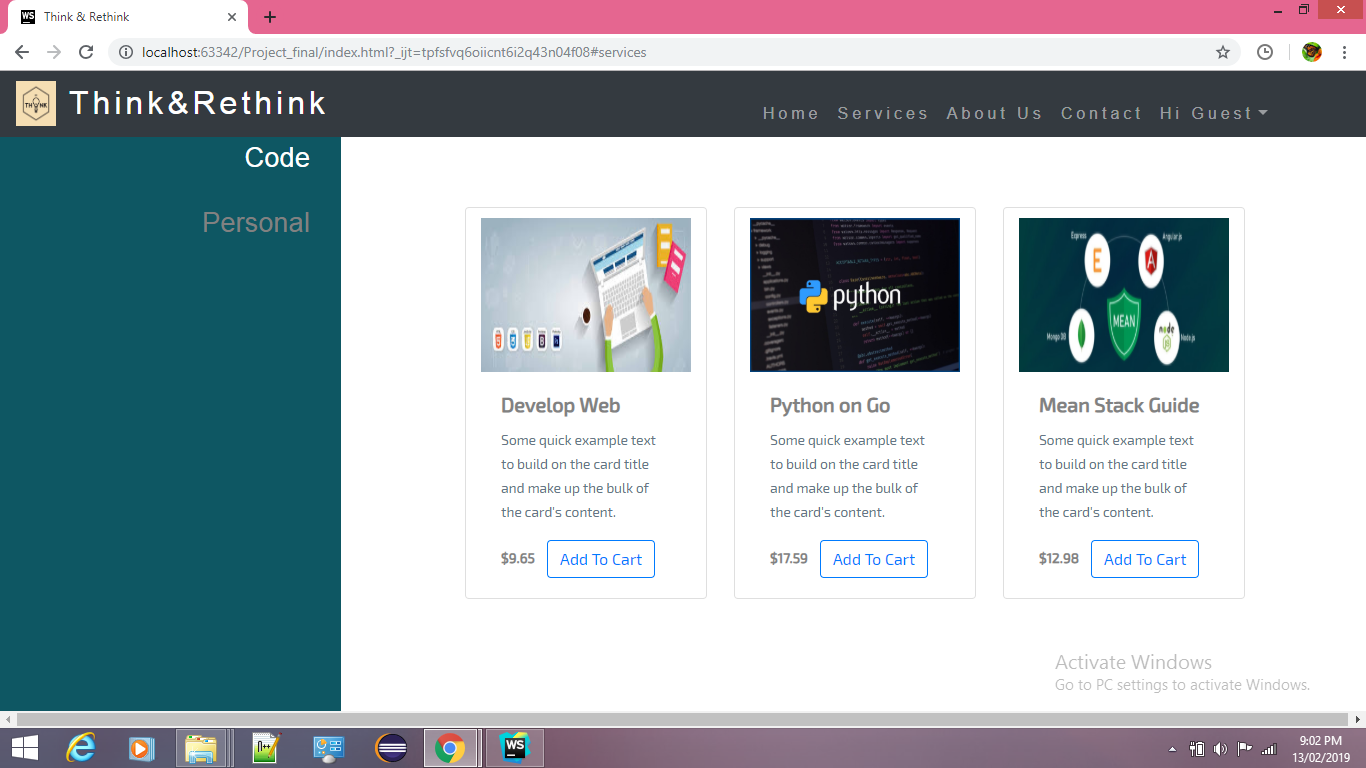 Think & Rethink
localhost:63342/Project_final/index.html?_ijt=tpfsfvq6oiicnt6i2q43n04f08#services
THINK
Think&Rethink
Home Services About Us Contact Hi Guest
Code
Personal
python
Express
Angular.js
MEAN
Mongo DB
node
Node.js
Develop Web
Some quick example text
to build on the card title
and make up the bulk of
the card's content.
$9.65 Add To Cart
Python on Go
Some quick example text
to build on the card title
and make up the bulk of
the card's content.
$17.59 Add To Cart
Mean Stack Guide
Some quick example text
to build on the card title
and make up the bulk of
the card's content.
$12.98 Add To Cart
Activate Windows
Go to PC settings to activate Windows.
WS
9:02 PM
13/02/2019